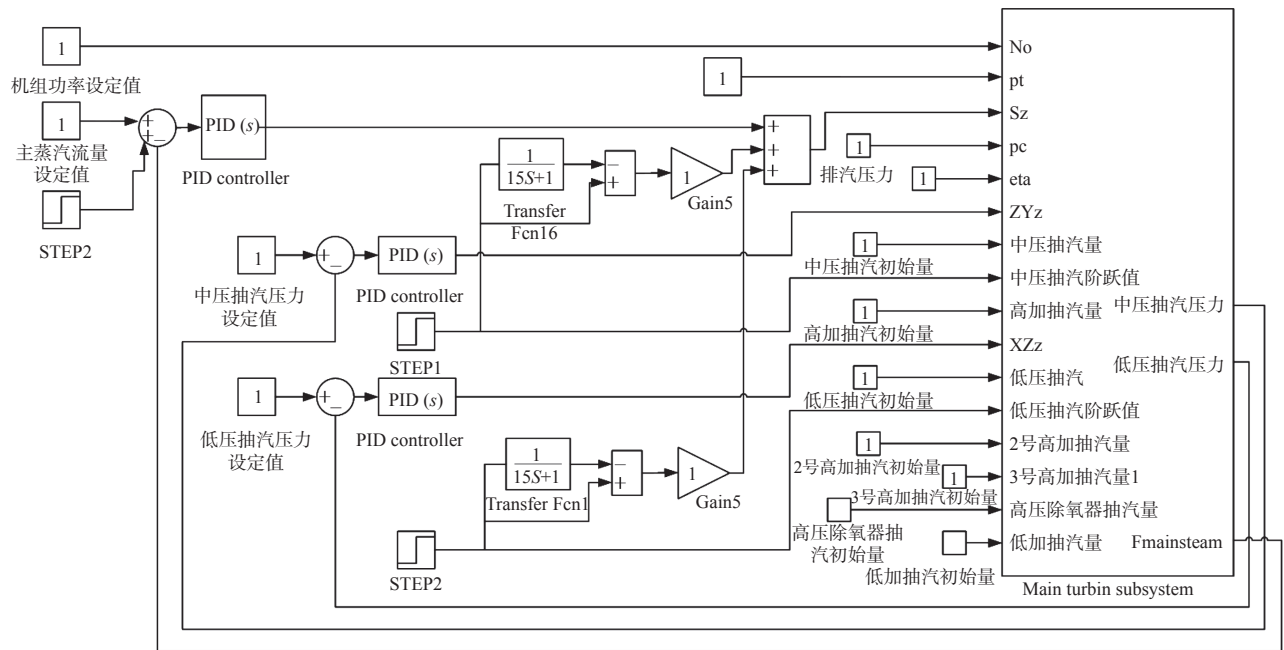 1
机组功率设定值
1
主蒸汽流量
设定值
STEP2
+
+
−
PID (s)
PID controller
1
中压抽汽压力
设定值
+
−
PID (s)
PID controller
STEP1
1
低压抽汽压力
设定值
+
−
PID (s)
PID controller
STEP2
1
15S+1
Transfer
Fcn16
−
+
1
Gain5
1
15S+1
Transfer Fcn1
−
+
1
Gain5
+
+
+
1
1
排汽压力
1
1
中压抽汽初始量
1
高加抽汽初始量
1
低压抽汽初始量
1
2号高加抽汽初始量
1
3号高加抽汽初始量
高压除氧器抽
汽初始量
低加抽汽初始量
No
pt
Sz
pc
eta
ZYz
中压抽汽量
中压抽汽阶跃值
高加抽汽量
XZz
低压抽汽
低压抽汽阶跃值
2号高加抽汽量
3号高加抽汽量1
高压除氧器抽汽量
低加抽汽量
中压抽汽压力
低压抽汽压力
Fmainsteam
Main turbin subsystem